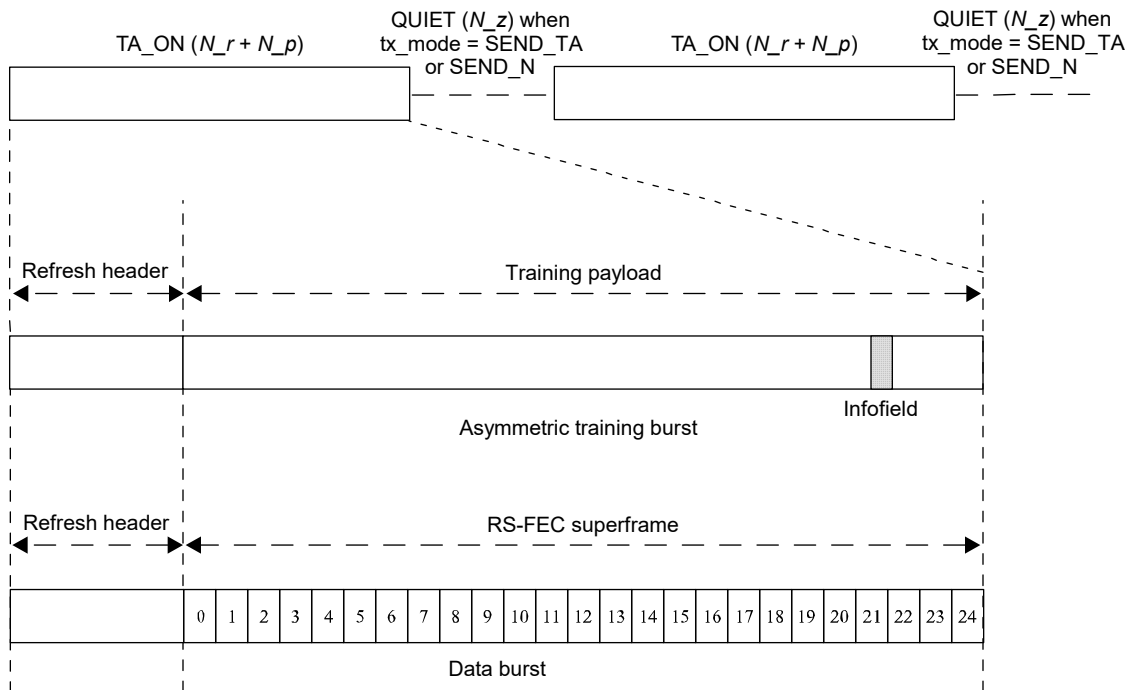 QUIET (N_z) when
tx_mode = SEND_TA
or SEND_N
TA_ON (N_r + N_p)
TA_ON (N_r + N_p)
QUIET (N_z) when
tx_mode = SEND_TA
or SEND_N
Refresh header
Training payload
Infofield
Asymmetric training burst
Refresh header
RS-FEC superframe
0 1 2 3 4 5 6 7 8 9 10 11 12 13 14 15 16 17 18 19 20 21 22 23 24
Data burst